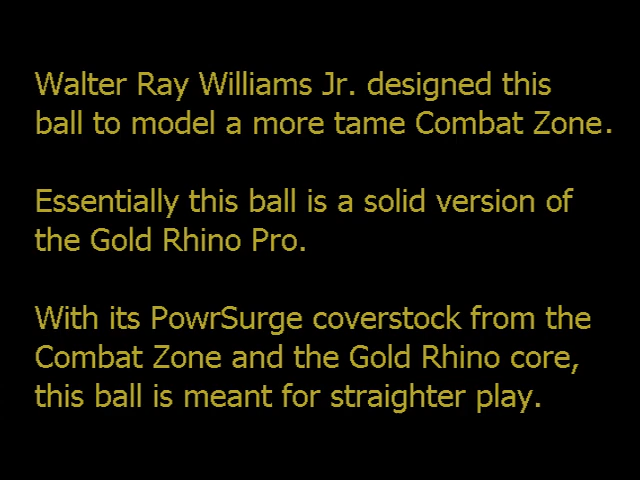 Walter Ray Williams Jr. designed this
ball to model a more tame Combat Zone.
Essentially this ball is a solid version of
the Gold Rhino Pro.
With its PowrSurge coverstock from the
Combat Zone and the Gold Rhino core,
this ball is meant for straighter play.